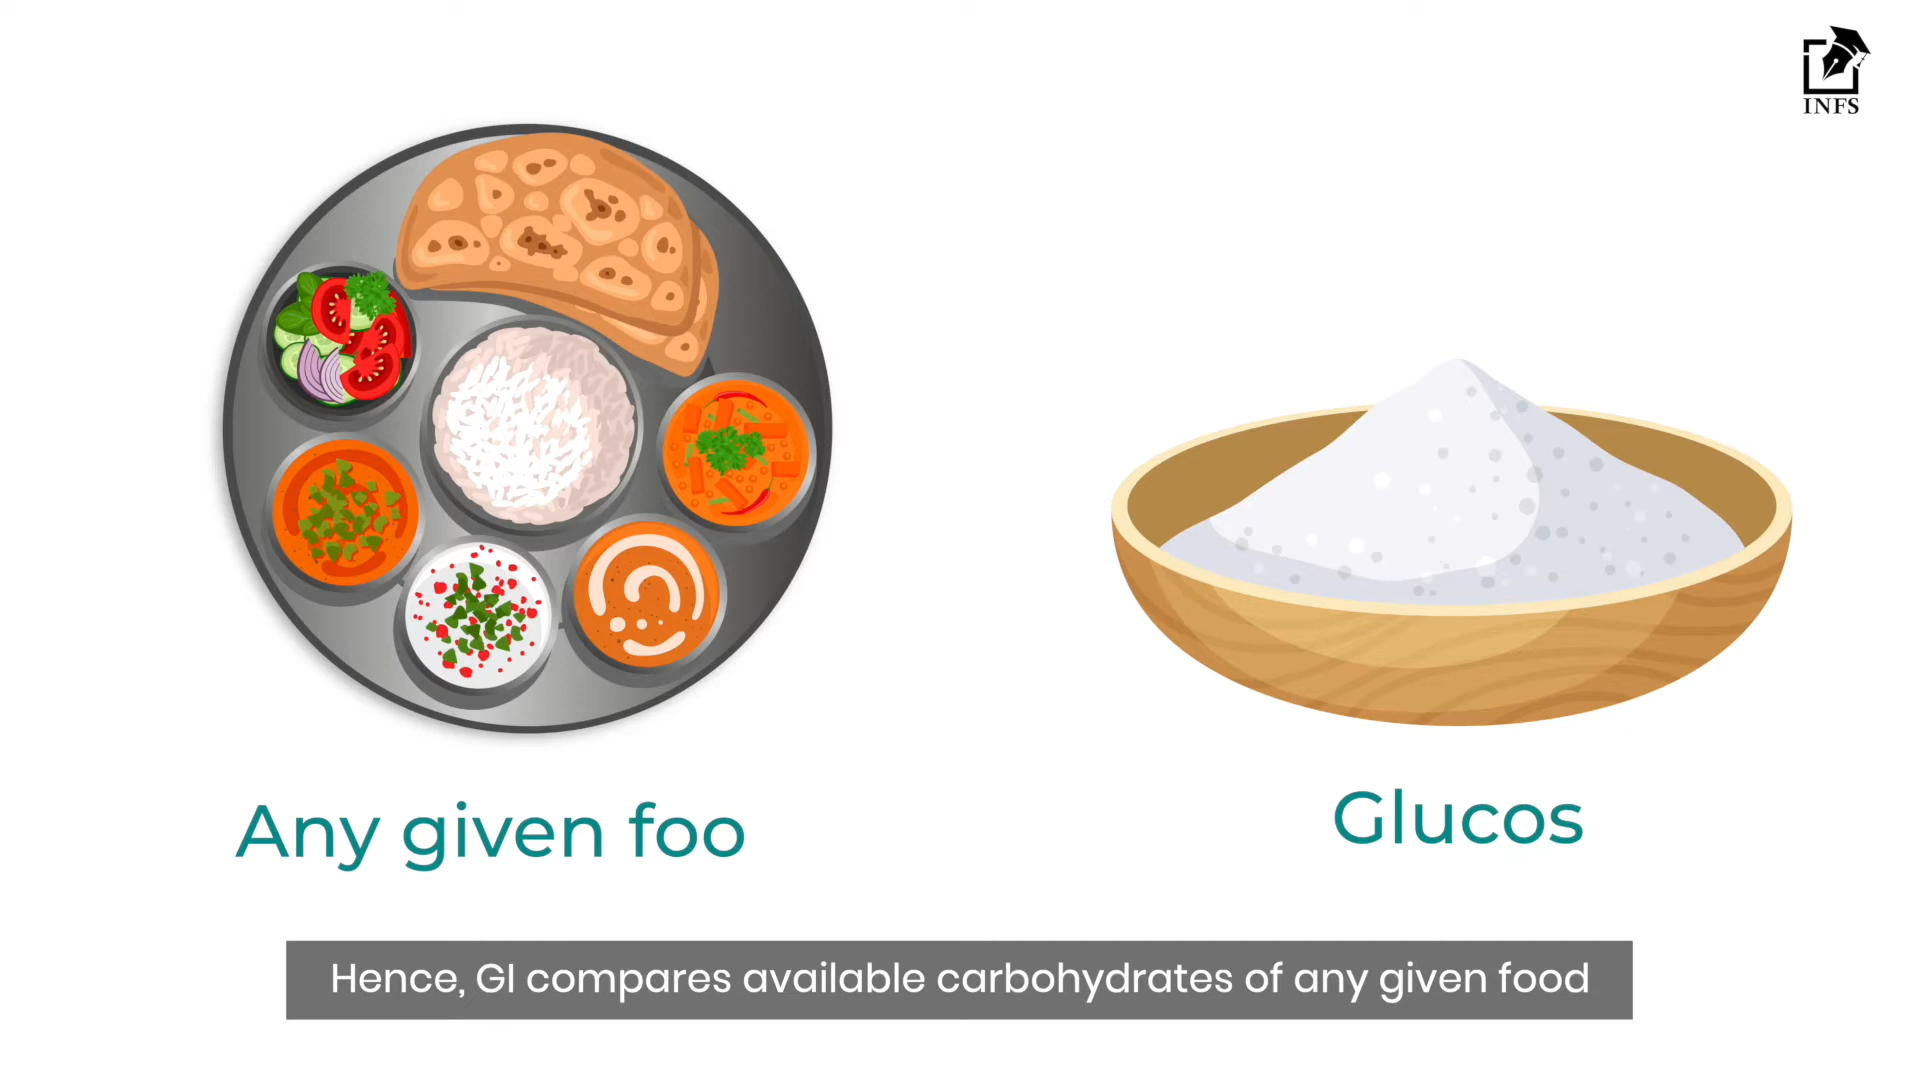 INFS
Any given foo
Glucos
Hence, GI compares available carbohydrates of any given food